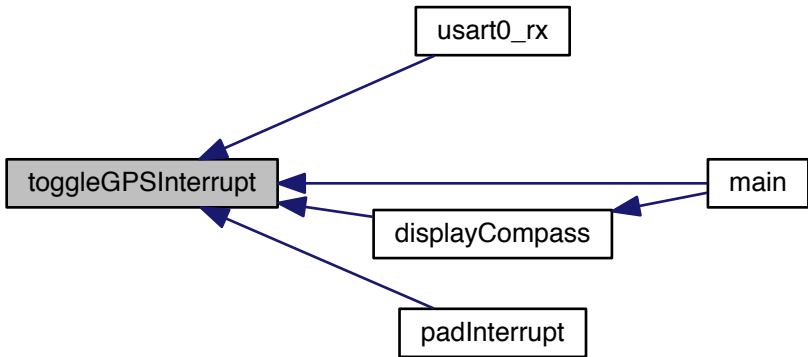 usart0_rx
toggleGPSInterrupt
main
displayCompass
padInterrupt